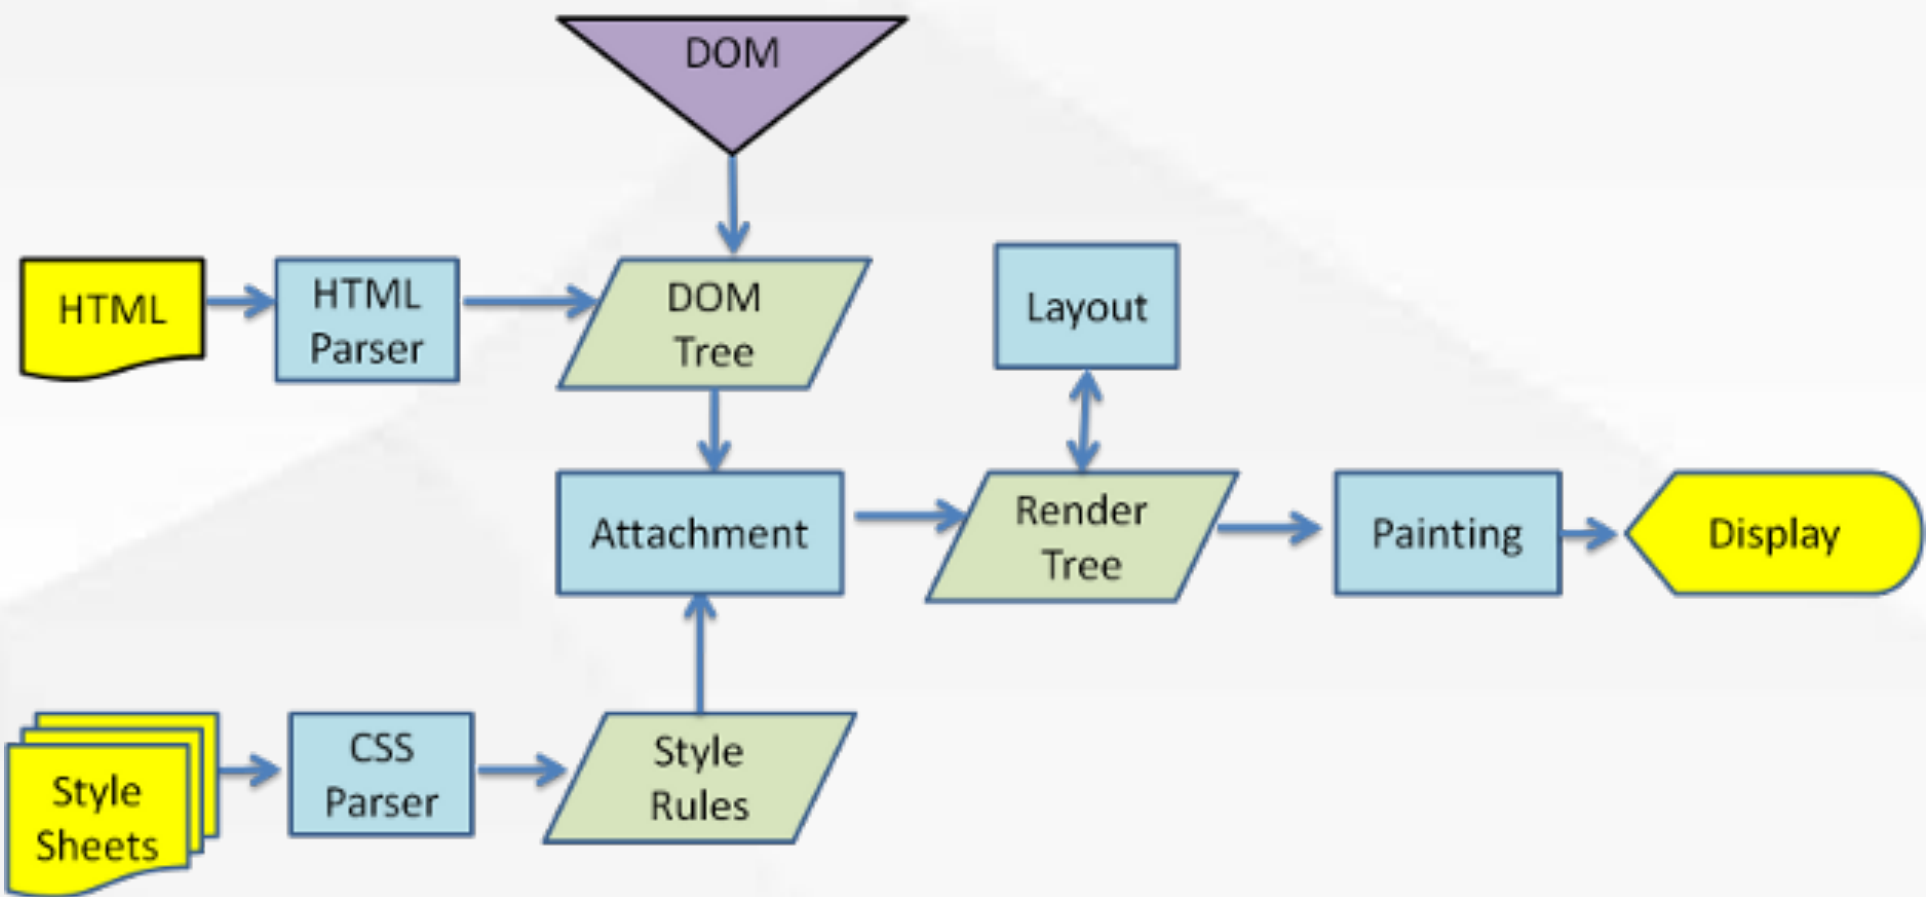 DOM
HTML
HTML
Parser
DOM
Tree
Layout
Attachment
Render
Tree
Painting
Display
Style
Sheets
CSS
Parser
Style
Rules